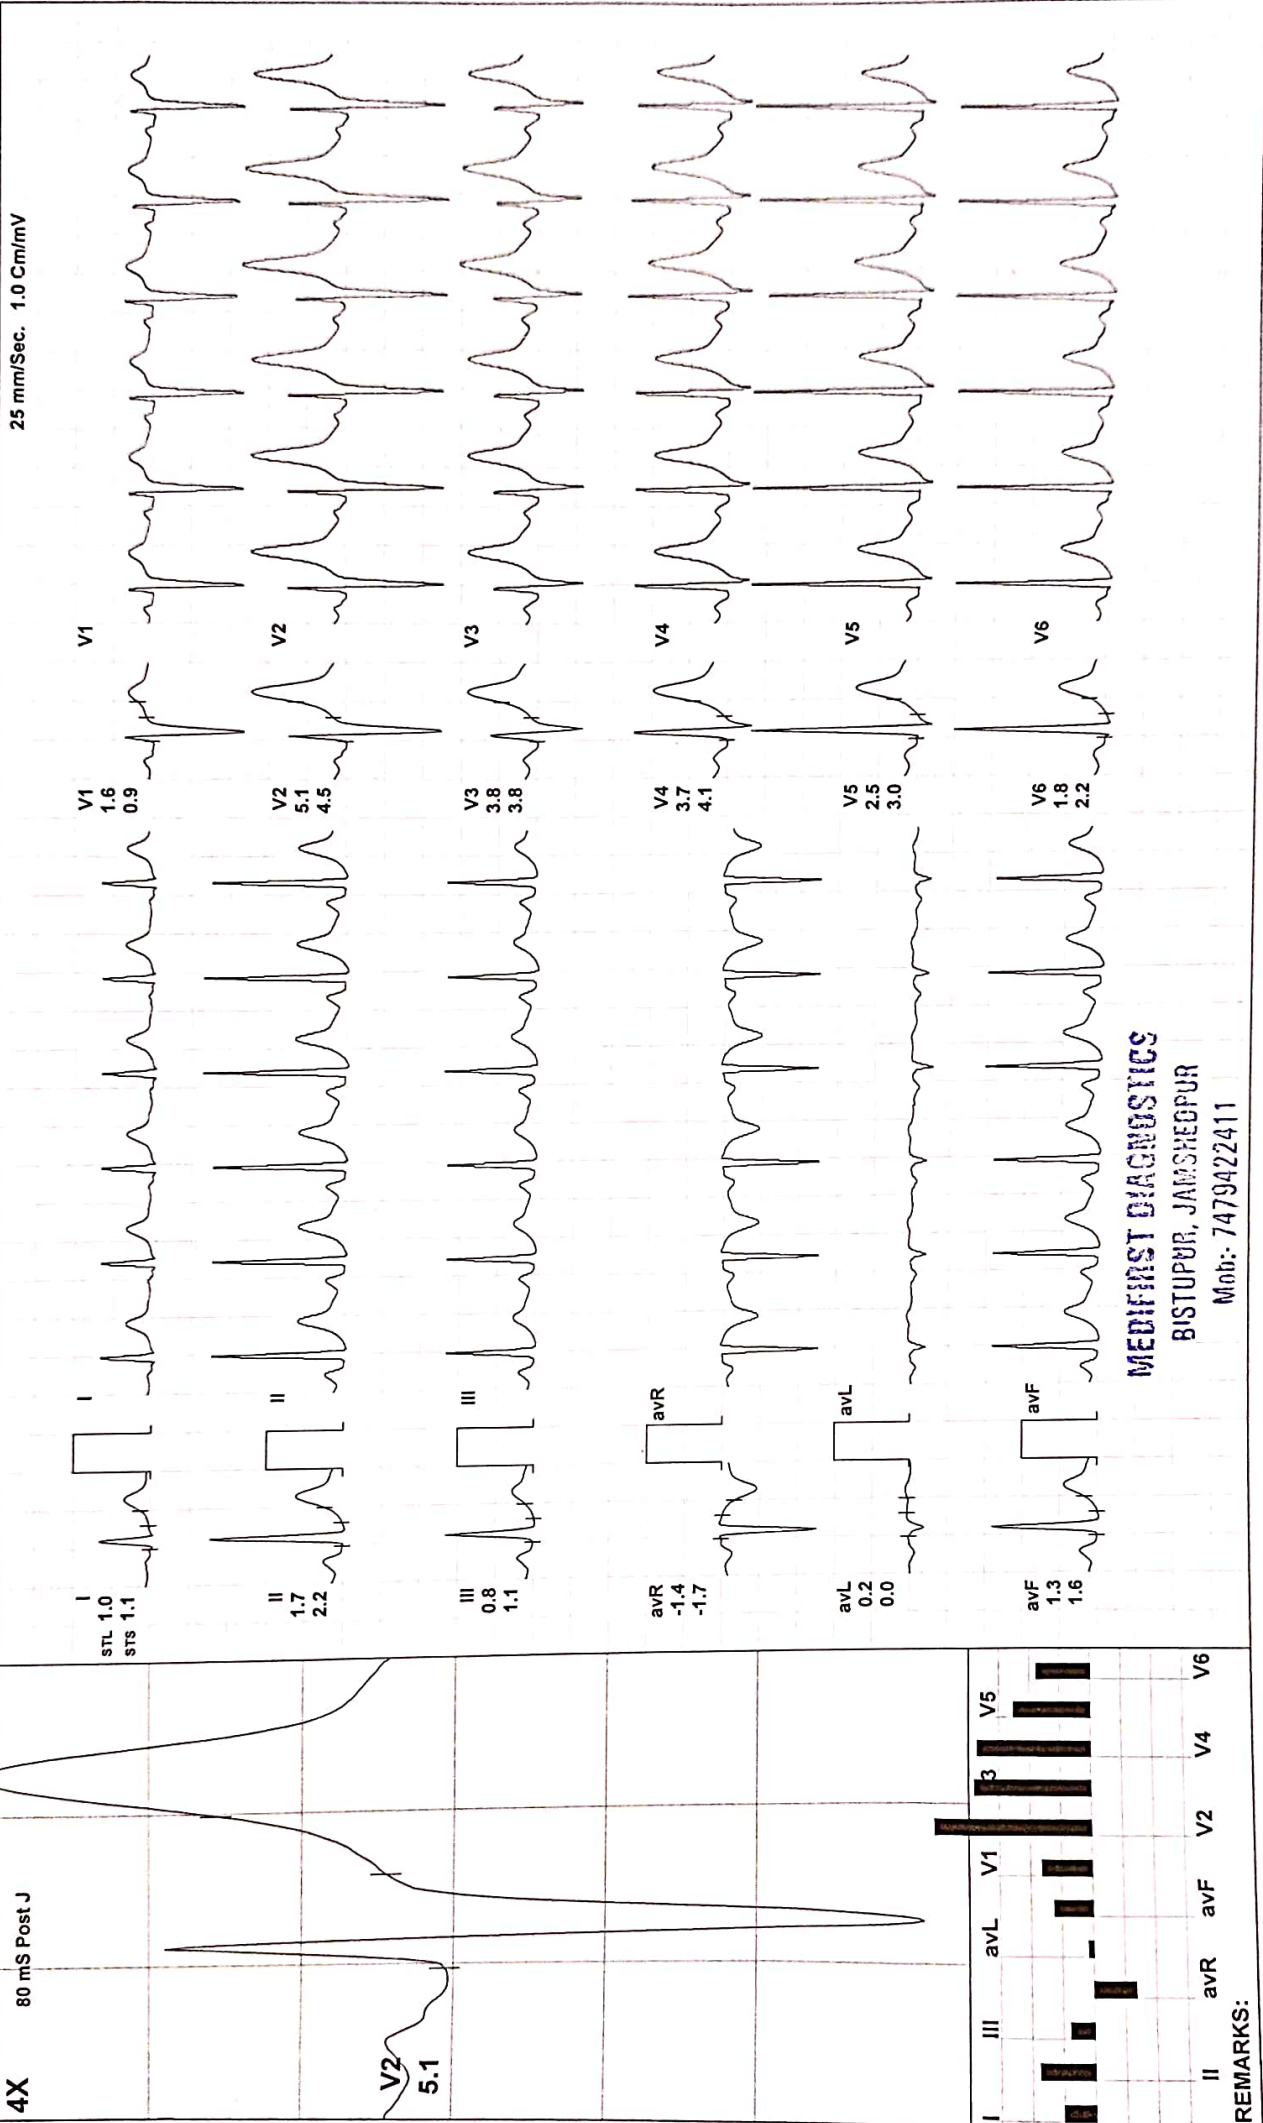 4X
80 mS Post J
25 mm/Sec. 1.0 Cm/mV
V2
5.1
I
STL 1.0
STS 1.1
I
II
1.7
2.2
II
III
0.8
1.1
III
avR
-1.4
-1.7
avR
avL
0.2
0.0
avL
avF
1.3
1.6
avF
V1
1.6
0.9
V1
V2
5.1
4.5
V2
V3
3.8
3.8
V3
V4
3.7
4.1
V4
V5
2.5
3.0
V5
V6
1.8
2.2
V6
I
II
III
avR
avL
avF
V1
V2
3
V4
V5
V6
REMARKS:
MEDIFIRST DIAGNOSTICS
BISTUPUR, JAMSHEDPUR
Mob:- 7479422411